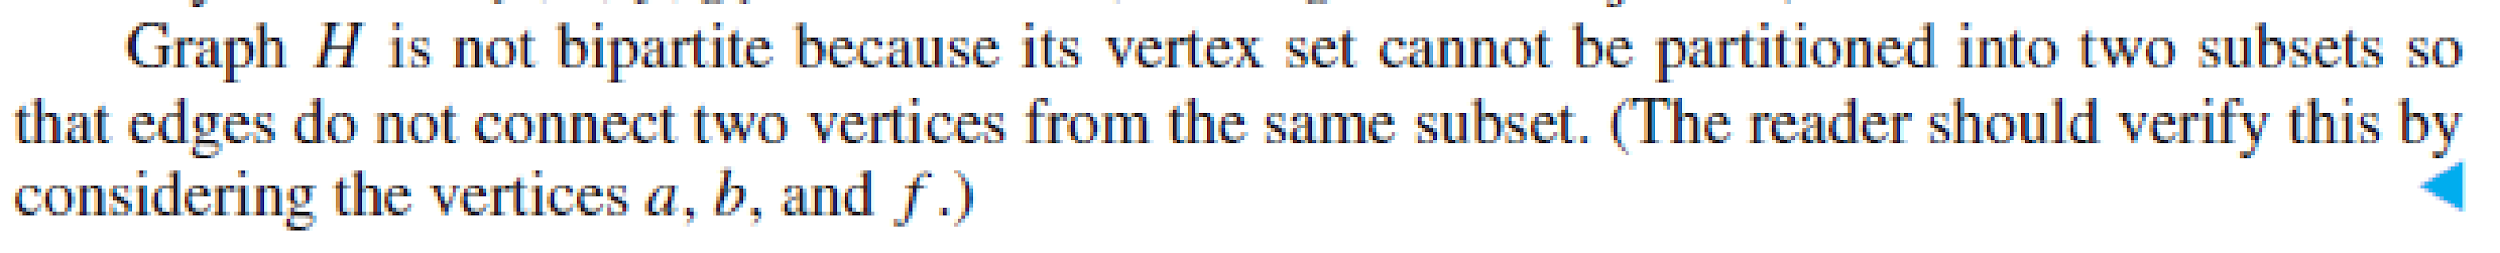 Graph H is not bipartite because its vertex set cannot be partitioned into two subsets so
that edges do not connect two vertices from the same subset. (The reader should verify this by
considering the vertices a, b, and f.)